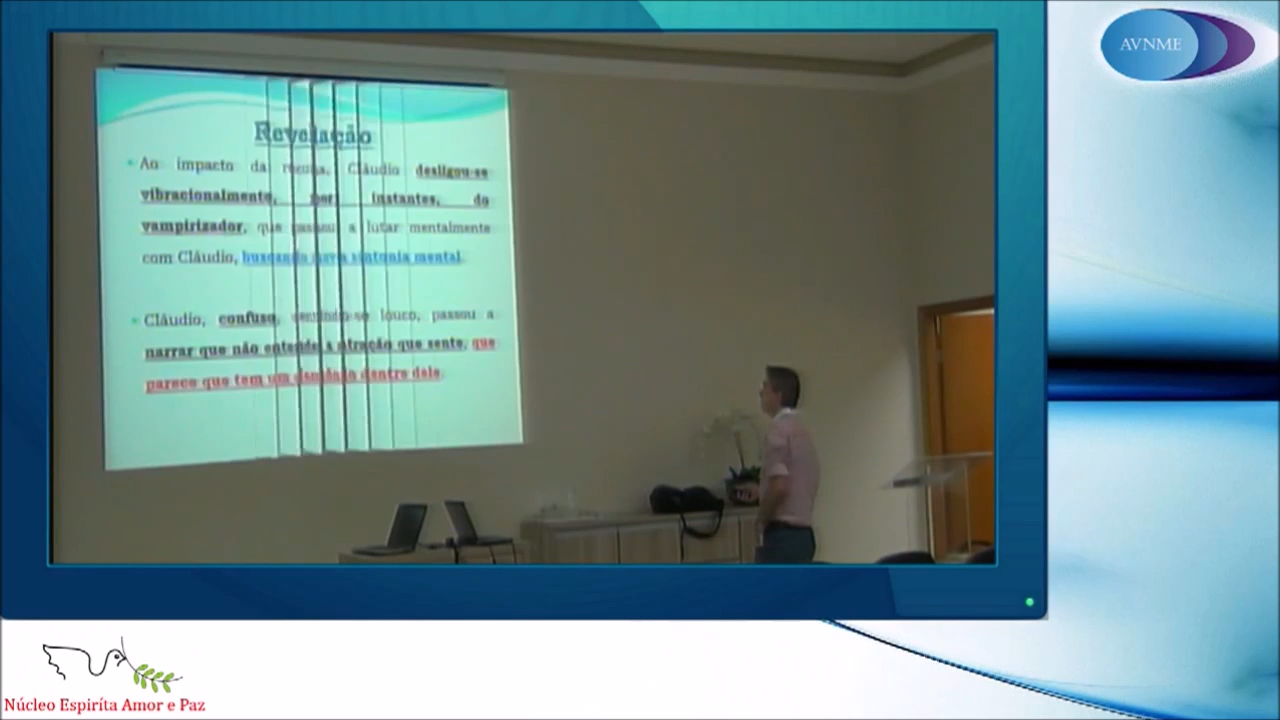 AVNME
Revelação
Ao impacto da recusa, Cláudio desligou-se
vibracionalmente, por instantes, do
vampirizador, que passou a lutar mentalmente
com Cláudio, buscando nova sintonia mental.
Cláudio, confuso, sentindo-se louco, passou a
narrar que não entende a atração que sente, que
parece que tem um demônio dentro dele.
Núcleo Espiríta Amor e Paz